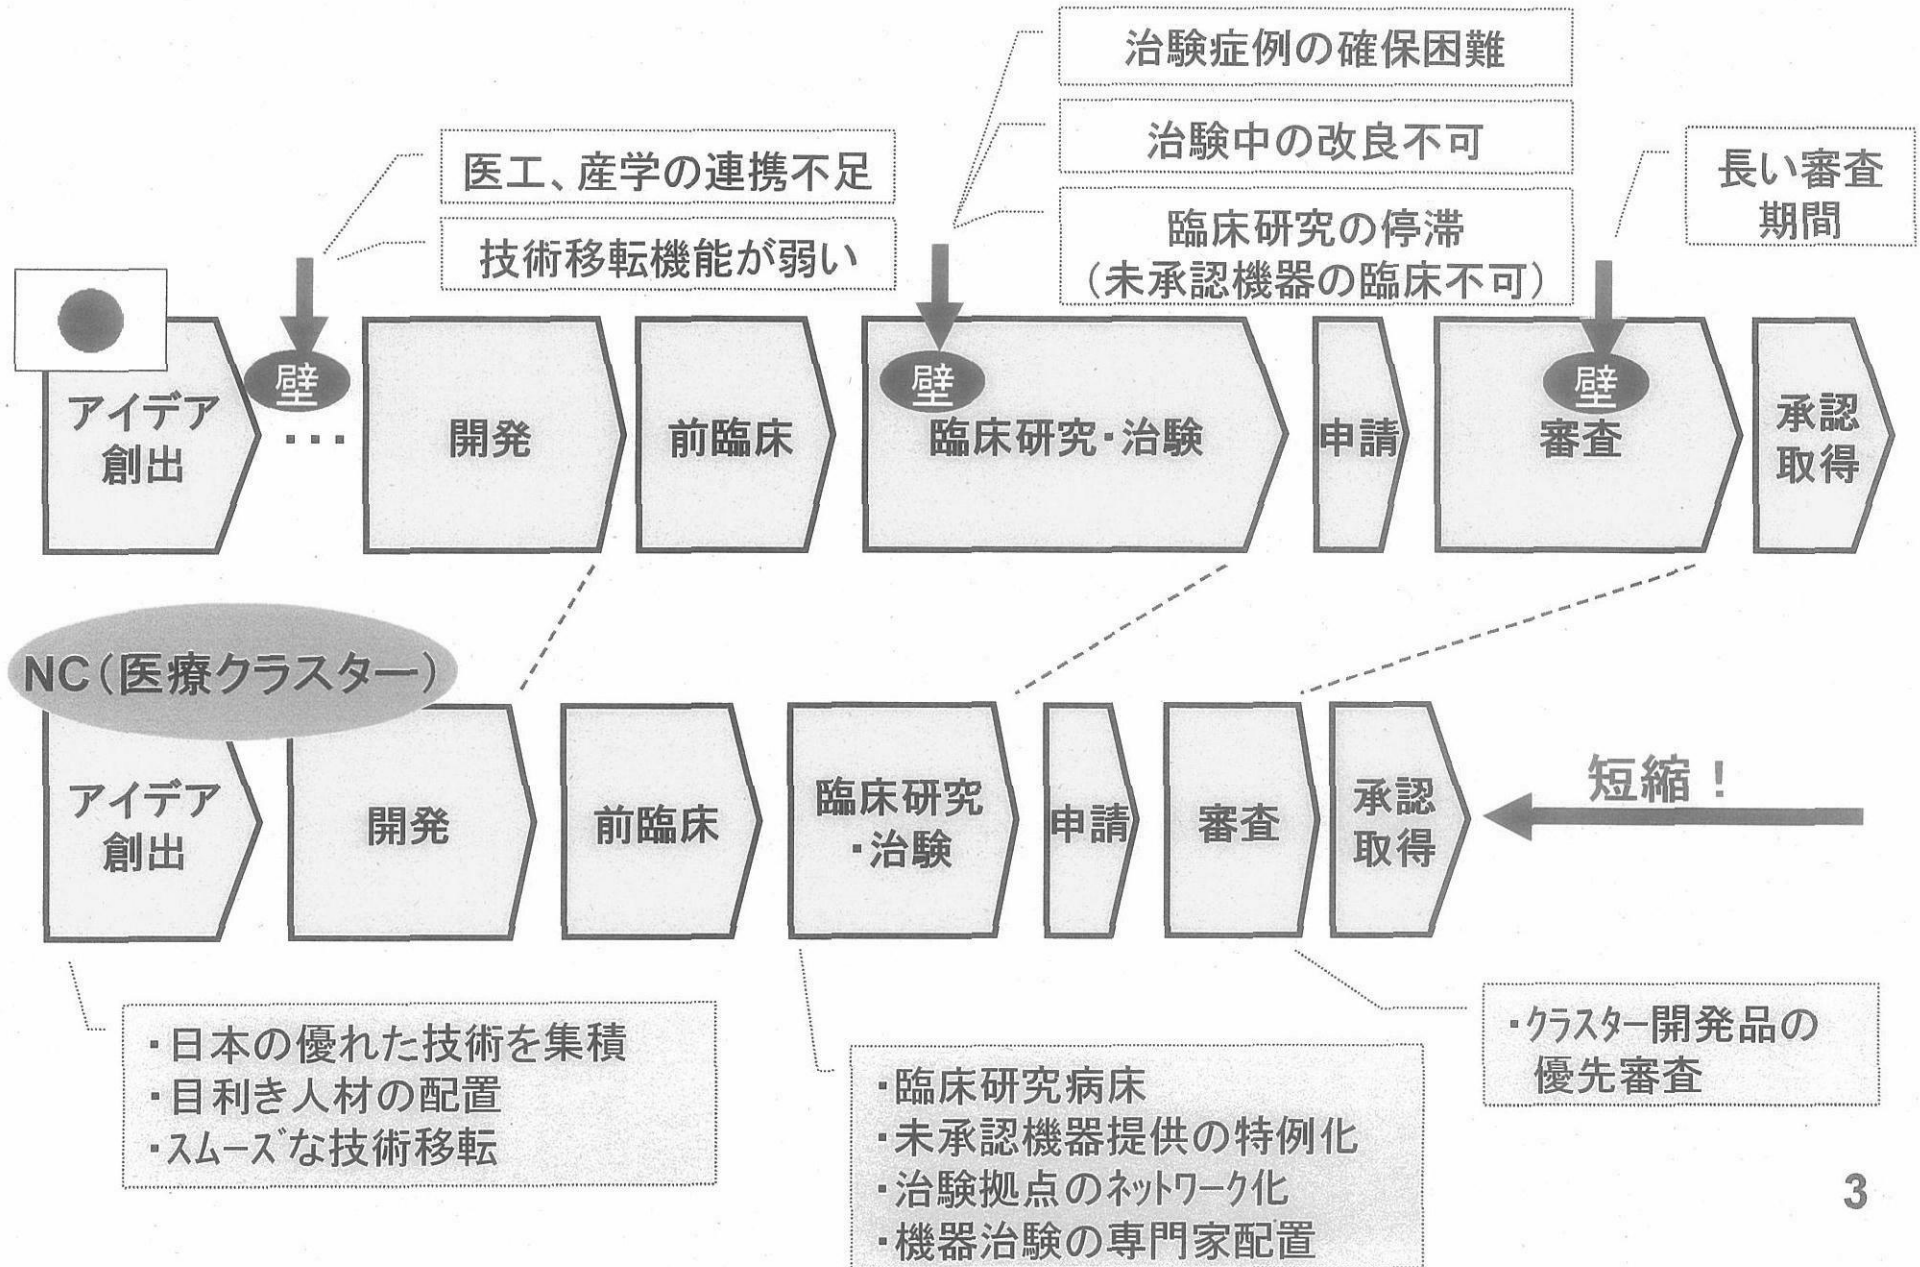 治験症例の確保困難
治験中の改良不可
臨床研究の停滞
(未承認機器の臨床不可)
医工、産学の連携不足
技術移転機能が弱い
長い審査
期間
壁
壁
壁
アイデア
創出
…
開発
前臨床
臨床研究・治験
申請
審査
承認
取得
NC(医療クラスター)
アイデア
創出
開発
前臨床
臨床研究
・治験
申請
審査
承認
取得
短縮！
・日本の優れた技術を集積
・目利き人材の配置
・スムーズな技術移転
・臨床研究病床
・未承認機器提供の特例化
・治験拠点のネットワーク化
・機器治験の専門家配置
・クラスター開発品の
優先審査
3